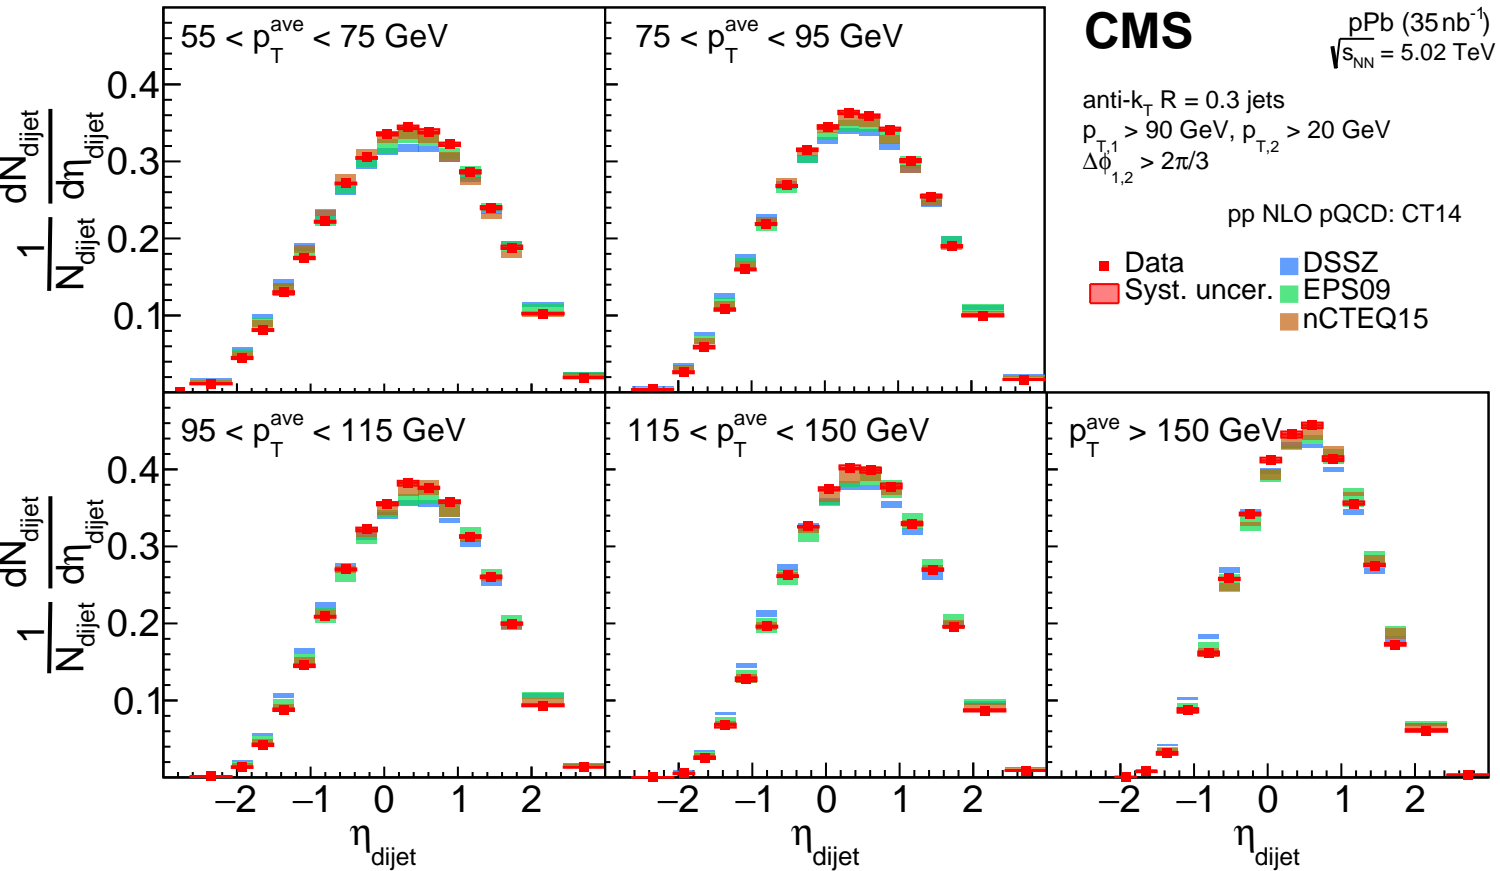 55 < p_T^ave < 75 GeV
75 < p_T^ave < 95 GeV
CMS
pPb (35 nb⁻¹)
√s_NN = 5.02 TeV
anti-k_T R = 0.3 jets
p_T,1 > 90 GeV, p_T,2 > 20 GeV
Δϕ_1,2 > 2π/3
pp NLO pQCD: CT14
Data
Syst. uncer.
DSSZ
EPS09
nCTEQ15
1/N_dijet dN_dijet/dη_dijet
0.4
0.3
0.2
0.1
95 < p_T^ave < 115 GeV
115 < p_T^ave < 150 GeV
p_T^ave > 150 GeV
1/N_dijet dN_dijet/dη_dijet
0.4
0.3
0.2
0.1
−2 −1 0 1 2
−2 −1 0 1 2
−2 −1 0 1 2
η_dijet
η_dijet
η_dijet